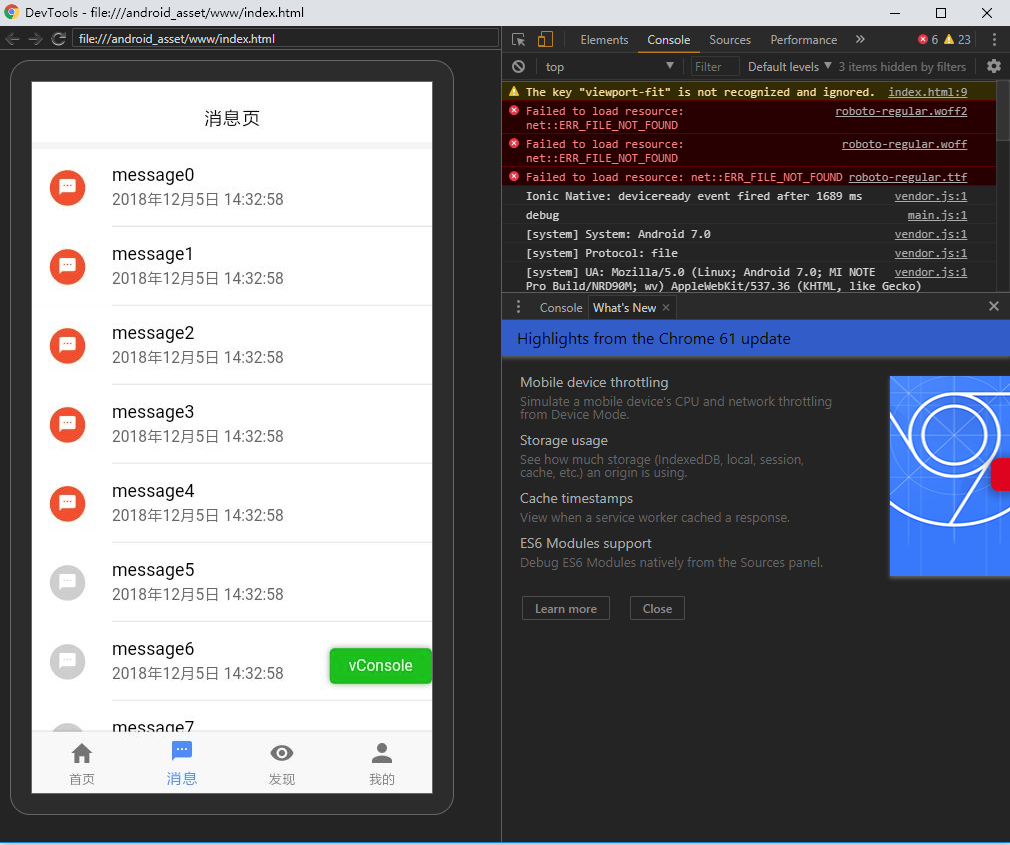 DevTools - file:///android_asset/www/index.html
file:///android_asset/www/index.html
消息页
message0
2018年12月5日 14:32:58
message1
2018年12月5日 14:32:58
message2
2018年12月5日 14:32:58
message3
2018年12月5日 14:32:58
message4
2018年12月5日 14:32:58
message5
2018年12月5日 14:32:58
message6
2018年12月5日 14:32:58
vConsole
message7
首页 消息 发现 我的
Elements Console Sources Performance » 6 23
top Filter Default levels 3 items hidden by filters
The key "viewport-fit" is not recognized and ignored. index.html:9
Failed to load resource: roboto-regular.woff2
net::ERR_FILE_NOT_FOUND
Failed to load resource: roboto-regular.woff
net::ERR_FILE_NOT_FOUND
Failed to load resource: net::ERR_FILE_NOT_FOUND roboto-regular.ttf
Ionic Native: deviceready event fired after 1689 ms vendor.js:1
debug main.js:1
[system] System: Android 7.0 vendor.js:1
[system] Protocol: file vendor.js:1
[system] UA: Mozilla/5.0 (Linux; Android 7.0; MI NOTE vendor.js:1
Pro Build/NRD90M; wv) AppleWebKit/537.36 (KHTML, like Gecko)
Console What's New ×
Highlights from the Chrome 61 update
Mobile device throttling
Simulate a mobile device's CPU and network throttling
from Device Mode.
Storage usage
See how much storage (IndexedDB, local, session,
cache, etc.) an origin is using.
Cache timestamps
View when a service worker cached a response.
ES6 Modules support
Debug ES6 Modules natively from the Sources panel.
Learn more Close